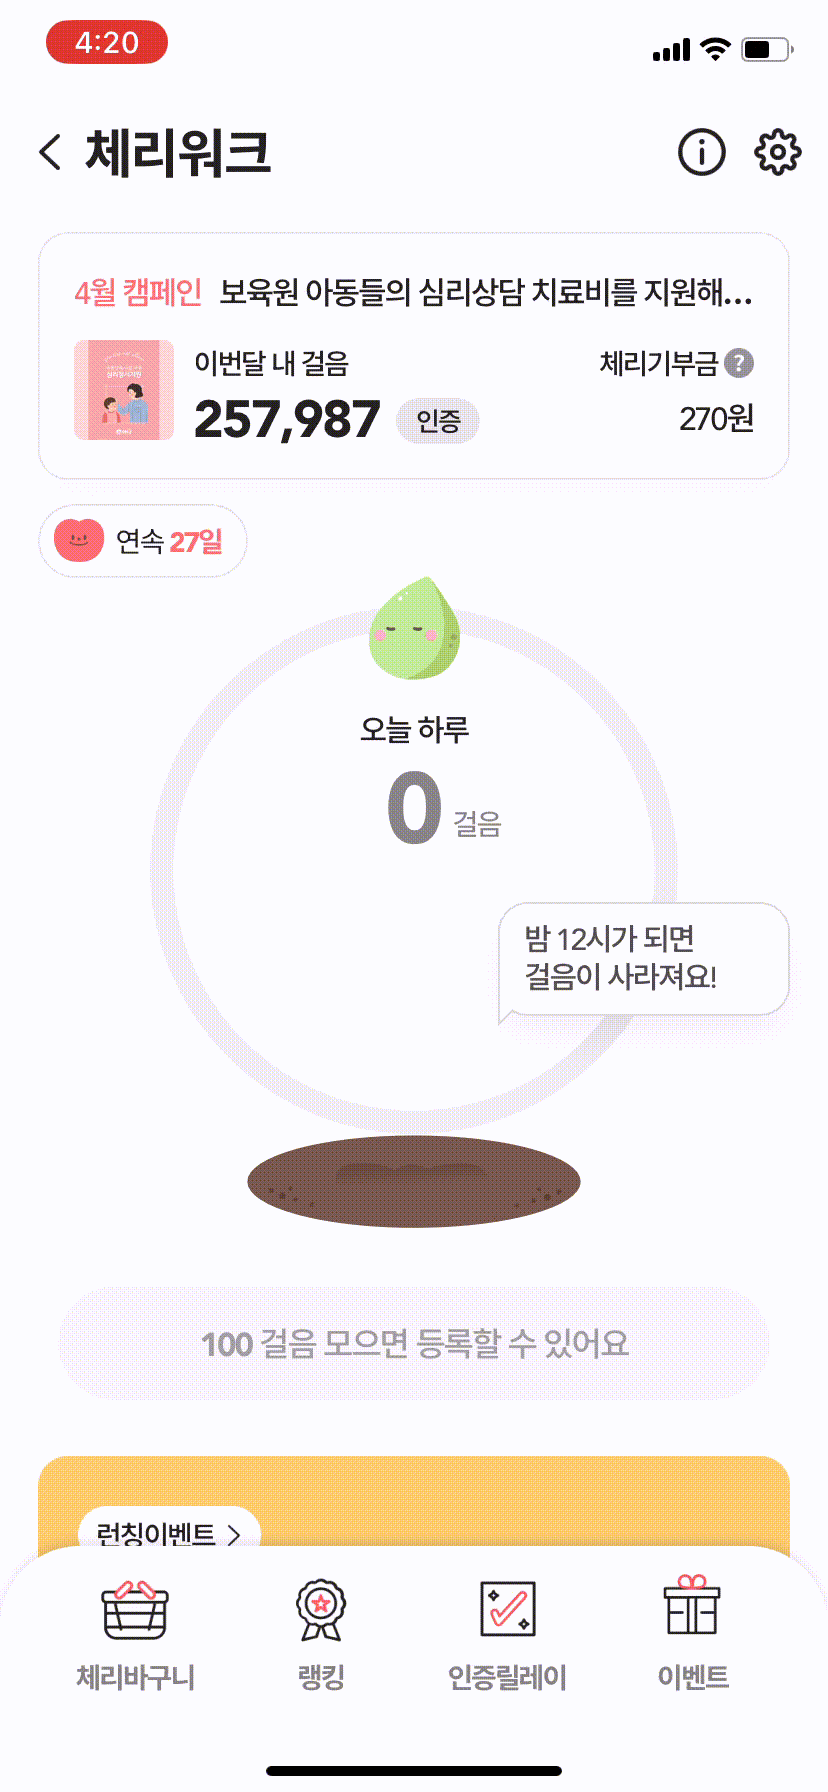 4:20
체리워크
4월 캠페인 보육원 아동들의 심리상담 치료비를 지원해...
이번달 내 걸음
체리기부금 ?
257,987 인증
270원
연속 27일
오늘 하루
0 걸음
밤 12시가 되면
걸음이 사라져요!
100 걸음 모으면 등록할 수 있어요
런칭이벤트 >
체리바구니 랭킹 인증릴레이 이벤트